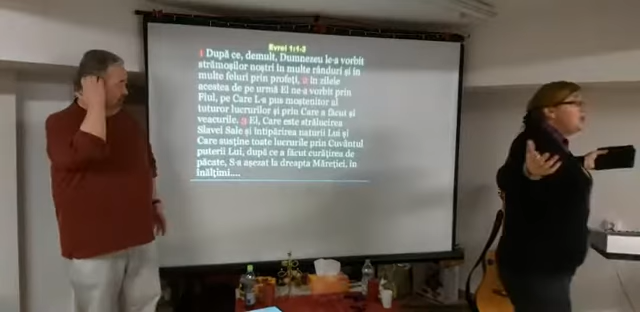 Evrei 1:1-3
1 După ce, demult, Dumnezeu le-a vorbit
strămoșilor noștri în multe rânduri și în
multe feluri prin profeți, 2 în zilele
acestea de pe urmă El ne-a vorbit prin
Fiul, pe Care L-a pus moștenitor al
tuturor lucrurilor și prin Care a făcut și
veacurile. 3 El, Care este strălucirea
Slavei Sale și întipărirea naturii Lui și
Care susține toate lucrurile prin Cuvântul
puterii Lui, după ce a făcut curățirea de
păcate, S-a așezat la dreapta Măreției, în
înălțimi....